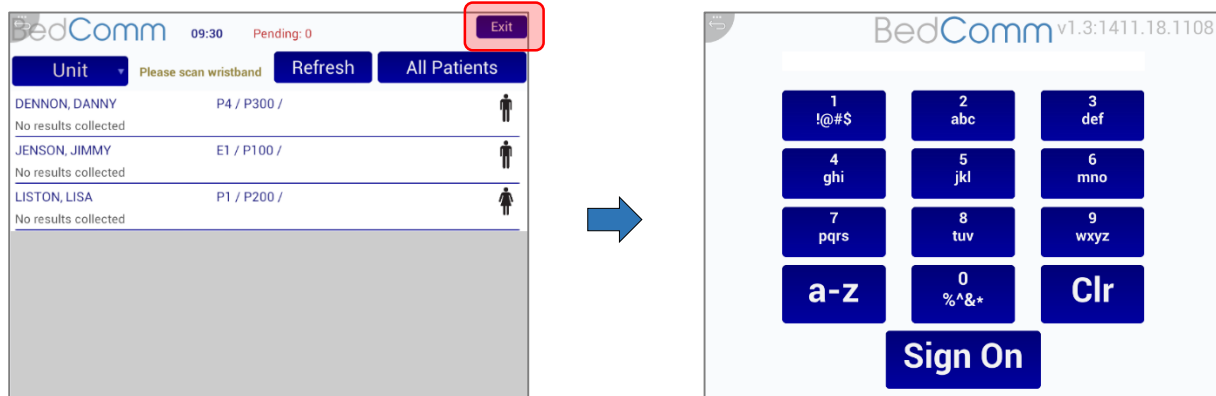 BedComm 09:30 Pending: 0 Exit
Unit Please scan wristband Refresh All Patients
DENNON, DANNY P4 / P300 /
No results collected
JENSON, JIMMY E1 / P100 /
No results collected
LISTON, LISA P1 / P200 /
No results collected
BedComm v1.3:1411.18.1108
1 2 3
!@#$ abc def
4 5 6
ghi jkl mno
7 8 9
pqrs tuv wxyz
a-z 0 Clr
%^&*
Sign On